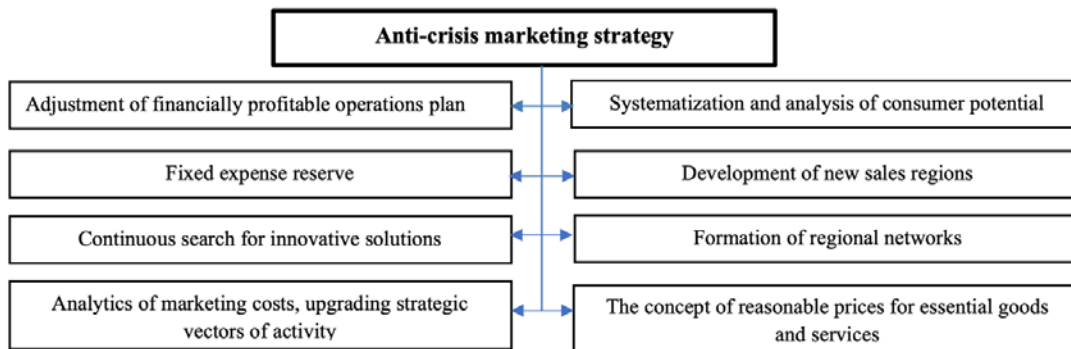 Anti-crisis marketing strategy
Adjustment of financially profitable operations plan
Systematization and analysis of consumer potential
Fixed expense reserve
Development of new sales regions
Continuous search for innovative solutions
Formation of regional networks
Analytics of marketing costs, upgrading strategic
vectors of activity
The concept of reasonable prices for essential goods
and services